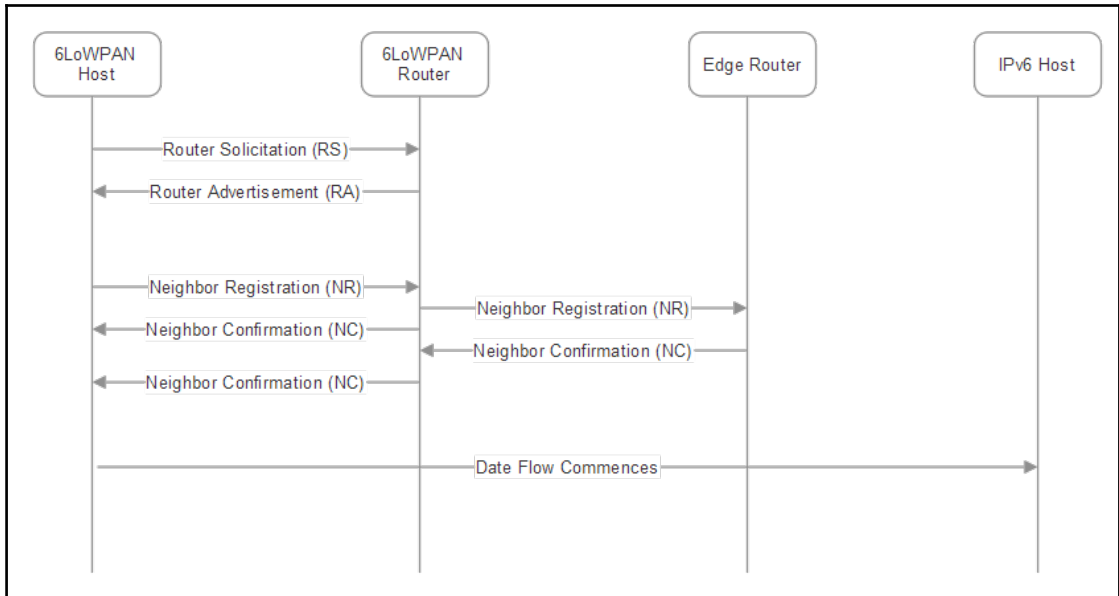 6LoWPAN
Host
6LoWPAN
Router
Edge Router
IPv6 Host
Router Solicitation (RS)
Router Advertisement (RA)
Neighbor Registration (NR)
Neighbor Registration (NR)
Neighbor Confirmation (NC)
Neighbor Confirmation (NC)
Neighbor Confirmation (NC)
Date Flow Commences